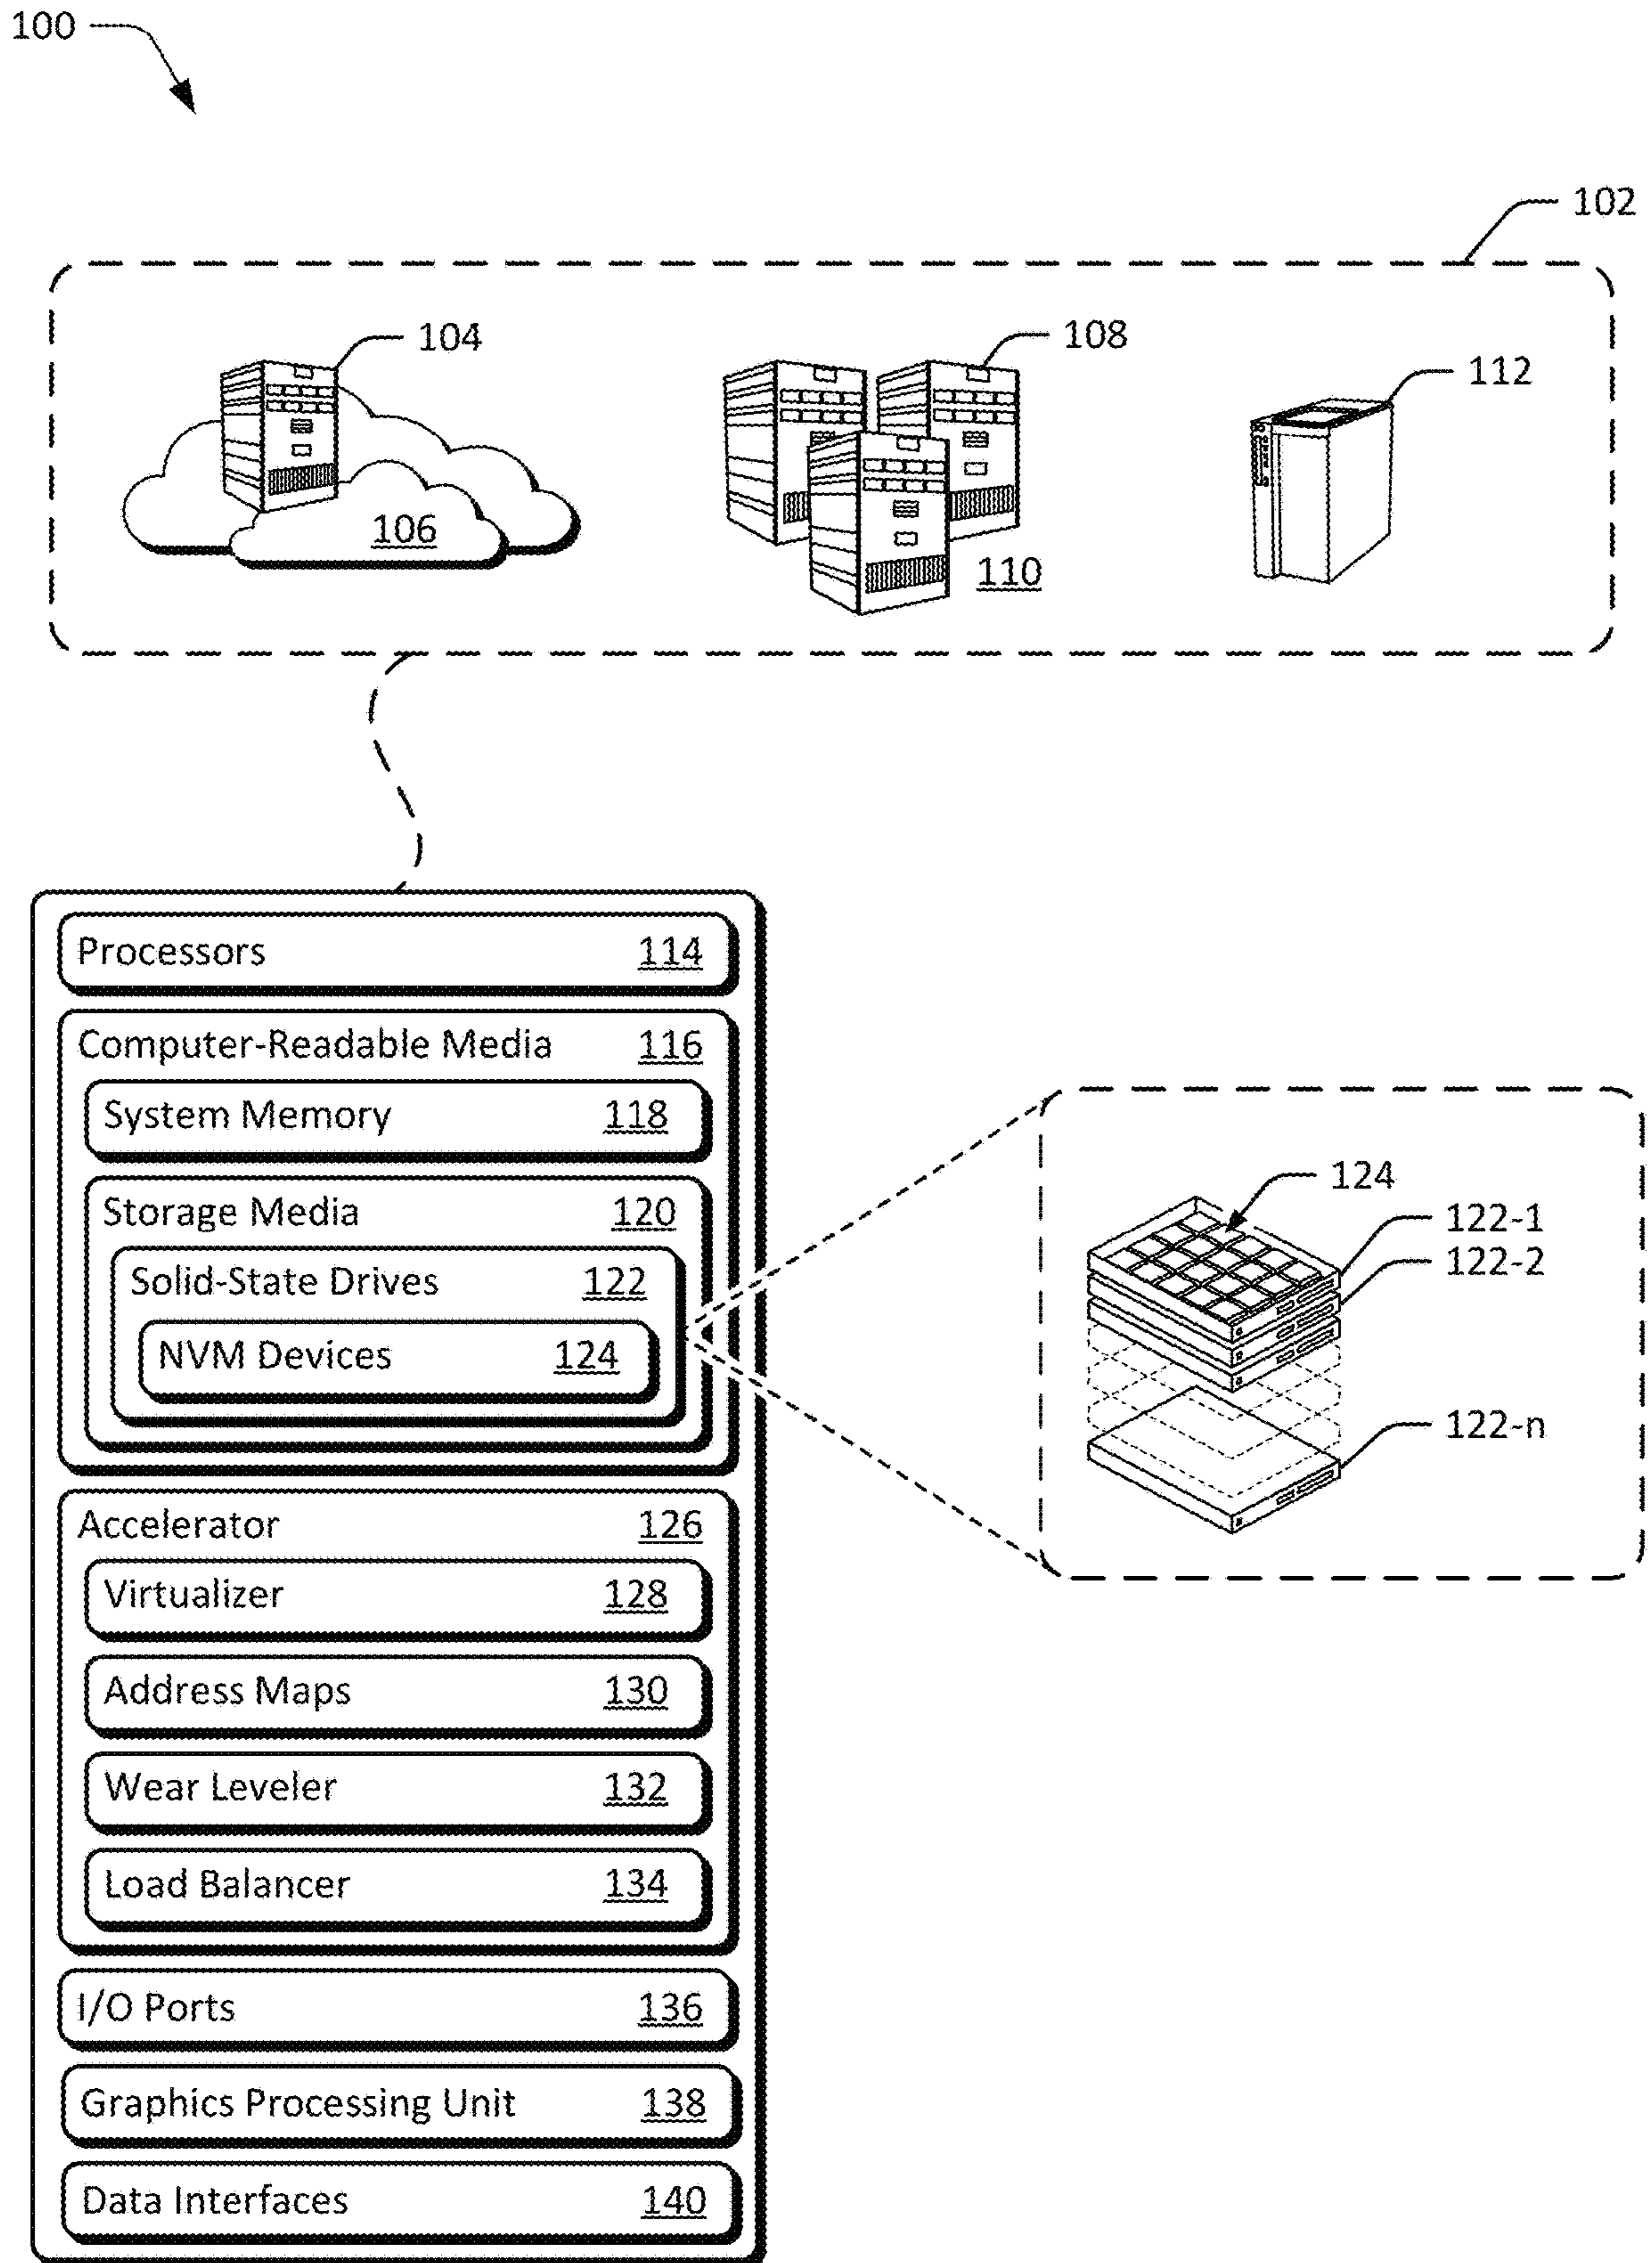 100
102
104
108
112
106
110
Processors 114
Computer-Readable Media 116
System Memory 118
Storage Media 120
Solid-State Drives 122
NVM Devices 124
124
122-1
122-2
122-n
Accelerator 126
Virtualizer 128
Address Maps 130
Wear Leveler 132
Load Balancer 134
I/O Ports 136
Graphics Processing Unit 138
Data Interfaces 140